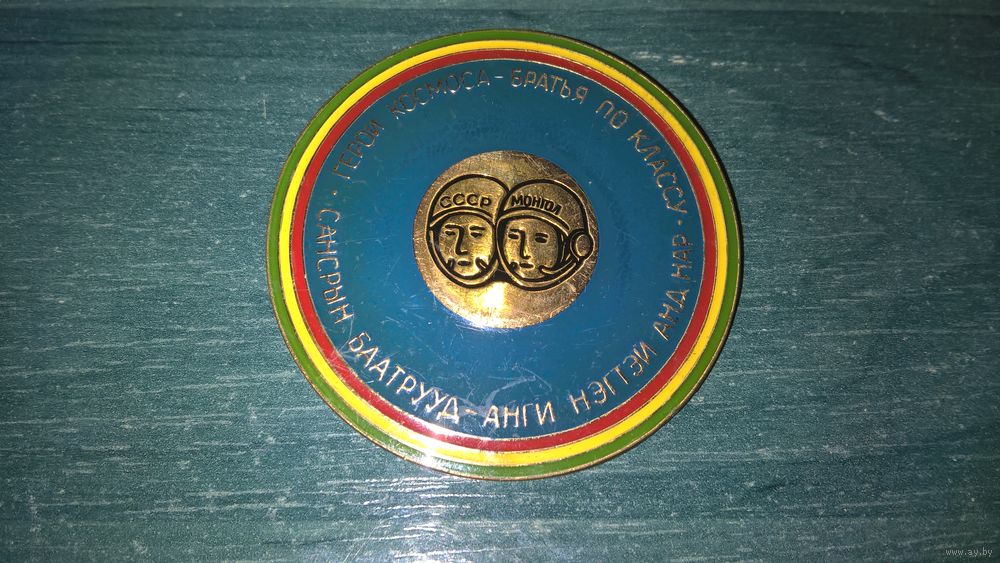 ГЕРОИ КОСМОСА - БРАТЬЯ ПО КЛАССУ ·
САНСРЫН БААТРУУД - АНГИ НЭГТЭЙ АНД НАР ·
СССР
МОНГОЛ
www.ay.by